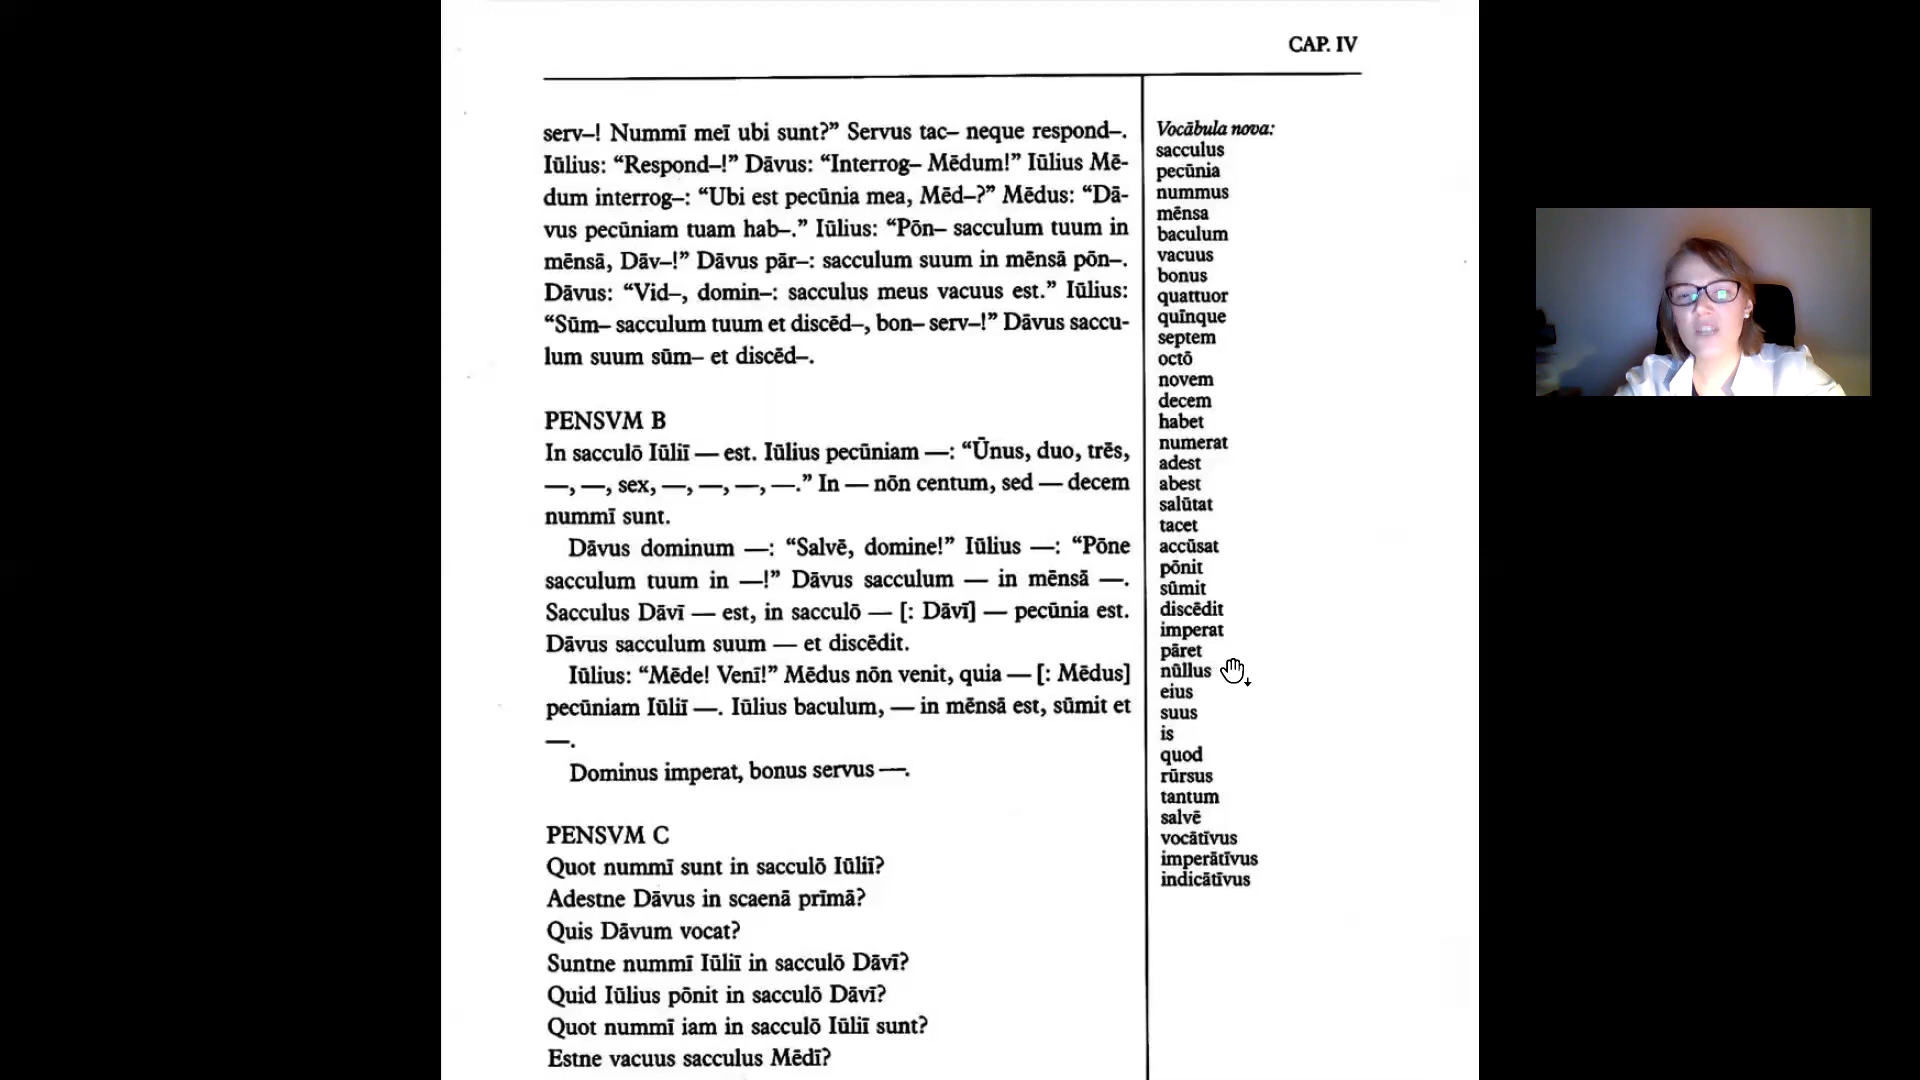 CAP. IV
serv–! Nummī meī ubi sunt?” Servus tac– neque respond–.
Iūlius: “Respond–!” Dāvus: “Interrog– Mēdum!” Iūlius Mē-
dum interrog–: “Ubi est pecūnia mea, Mēd–?” Mēdus: “Dā-
vus pecūniam tuam hab–.” Iūlius: “Pōn– sacculum tuum in
mēnsā, Dāv–!” Dāvus pār–: sacculum suum in mēnsā pōn–.
Dāvus: “Vid–, domin–: sacculus meus vacuus est.” Iūlius:
“Sūm– sacculum tuum et discēd–, bon– serv–!” Dāvus saccu-
lum suum sūm– et discēd–.
PENSVM B
In sacculō Iūliī — est. Iūlius pecūniam —: “Ūnus, duo, trēs,
—, —, sex, —, —, —, —.” In — nōn centum, sed — decem
nummī sunt.
Dāvus dominum —: “Salvē, domine!” Iūlius —: “Pōne
sacculum tuum in —!” Dāvus sacculum — in mēnsā —.
Sacculus Dāvī — est, in sacculō — [: Dāvī] — pecūnia est.
Dāvus sacculum suum — et discēdit.
Iūlius: “Mēde! Venī!” Mēdus nōn venit, quia — [: Mēdus]
pecūniam Iūliī —. Iūlius baculum, — in mēnsā est, sūmit et
—.
Dominus imperat, bonus servus —.
PENSVM C
Quot nummī sunt in sacculō Iūliī?
Adestne Dāvus in scaenā prīmā?
Quis Dāvum vocat?
Suntne nummī Iūliī in sacculō Dāvī?
Quid Iūlius pōnit in sacculō Dāvī?
Quot nummī iam in sacculō Iūliī sunt?
Estne vacuus sacculus Mēdī?
Vocābula nova:
sacculus
pecūnia
nummus
mēnsa
baculum
vacuus
bonus
quattuor
quīnque
septem
octō
novem
decem
habet
numerat
adest
abest
salūtat
tacet
accūsat
pōnit
sūmit
discēdit
imperat
pāret
nūllus
eius
suus
is
quod
rūrsus
tantum
salvē
vocātīvus
imperātīvus
indicātīvus